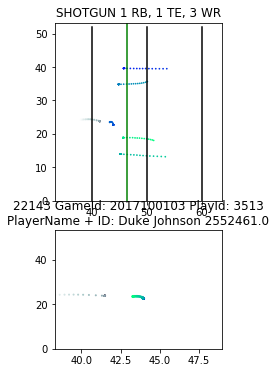 SHOTGUN 1 RB, 1 TE, 3 WR
50
40
30
20
10
0
40 50 60
22143 GameId: 2017100103 PlayId: 3513
PlayerName + ID: Duke Johnson 2552461.0
40
20
0
40.0 42.5 45.0 47.5